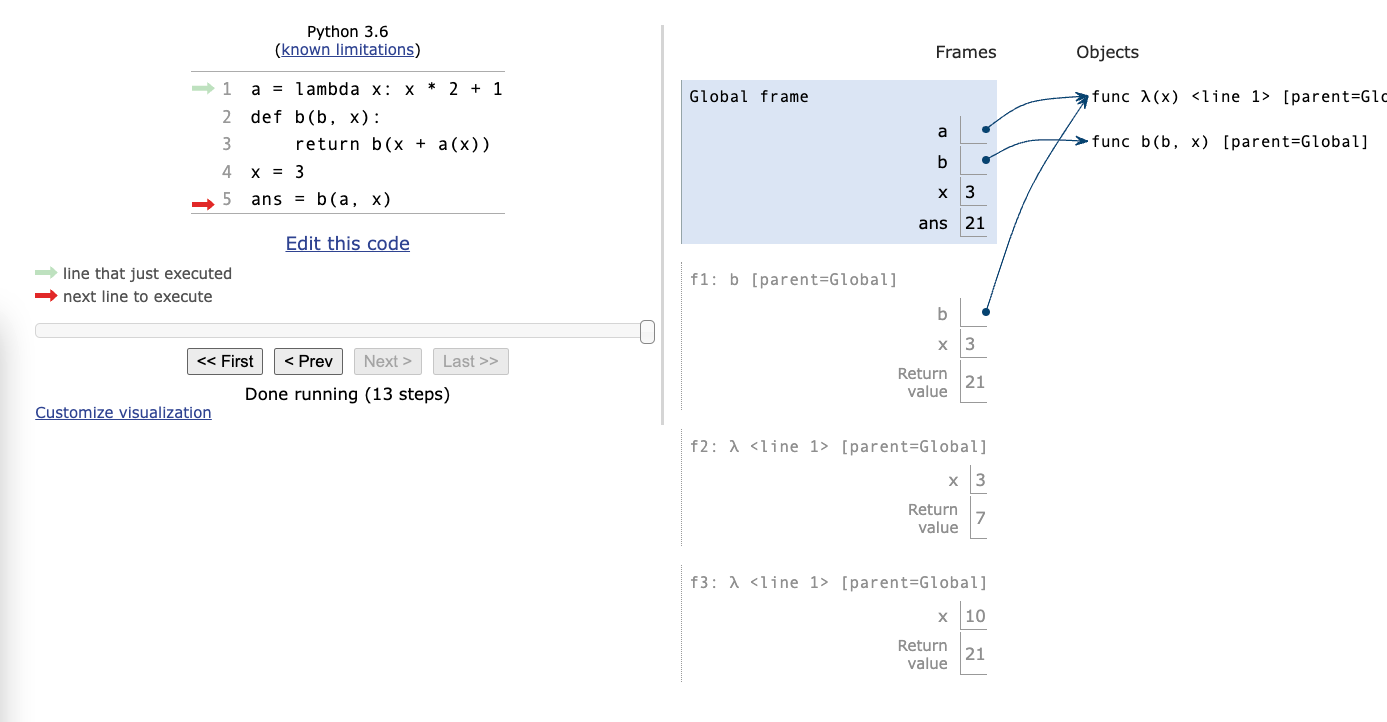 Python 3.6
(known limitations)
1 a = lambda x: x * 2 + 1
2 def b(b, x):
3     return b(x + a(x))
4 x = 3
5 ans = b(a, x)
Edit this code
line that just executed
next line to execute
<< First < Prev Next > Last >>
Done running (13 steps)
Customize visualization
Frames Objects
Global frame
a
b
x 3
ans 21
func λ(x) <line 1> [parent=Glo
func b(b, x) [parent=Global]
f1: b [parent=Global]
b
x 3
Return
value 21
f2: λ <line 1> [parent=Global]
x 3
Return
value 7
f3: λ <line 1> [parent=Global]
x 10
Return
value 21